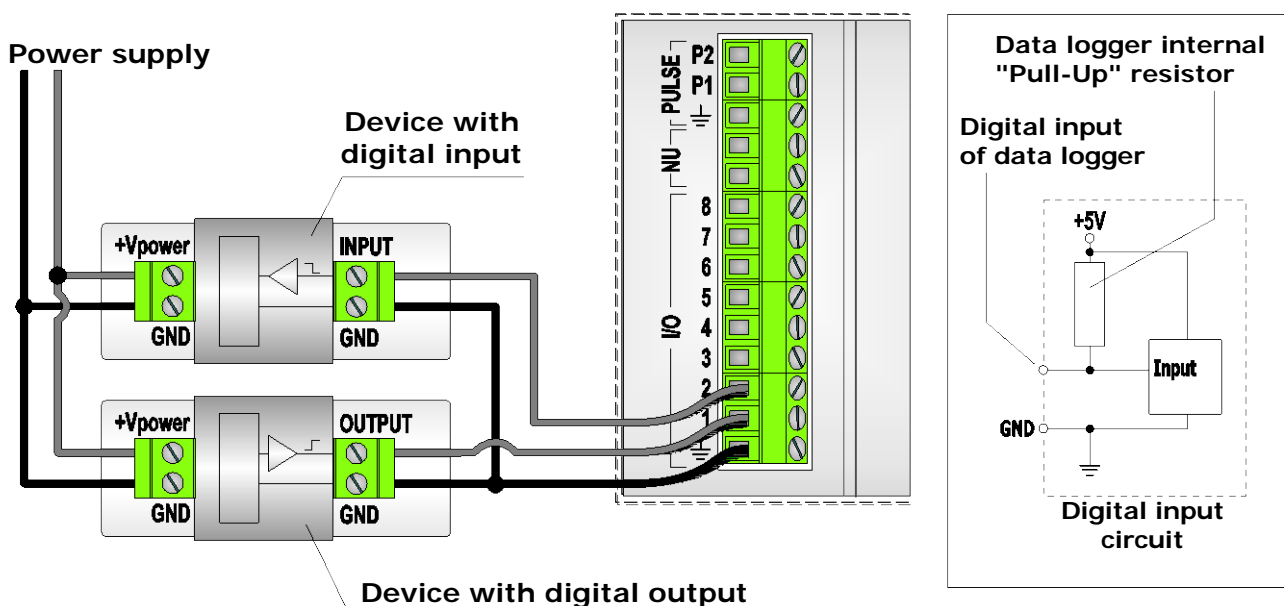 Power supply
Device with
digital input
+Vpower
INPUT
GND
GND
+Vpower
OUTPUT
GND
GND
Device with digital output
PULSE
P2
P1
NU
I/O
8
7
6
5
4
3
2
1
Data logger internal
"Pull-Up" resistor
Digital input
of data logger
+5V
Input
GND
Digital input
circuit